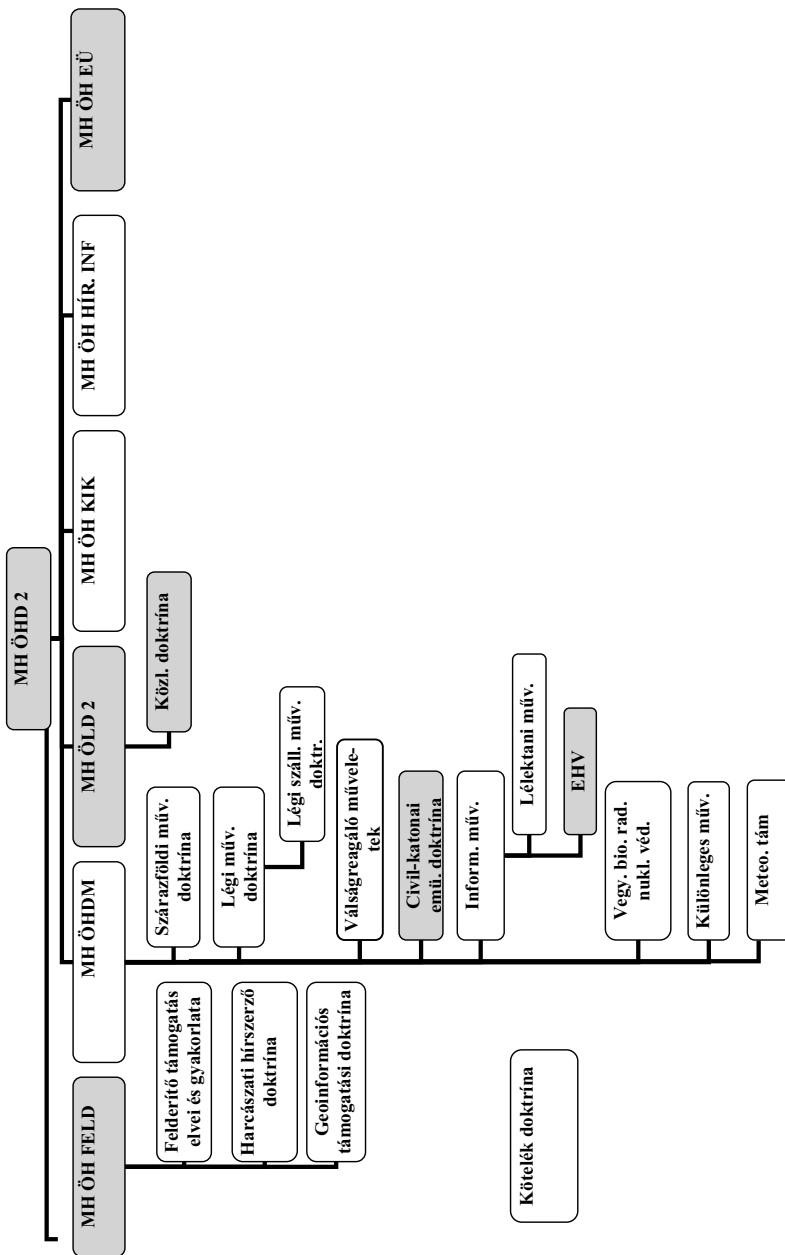 MH ÖHD 2
MH ÖH FELD
MH ÖHDM
MH ÖLD 2
MH ÖH KIK
MH ÖH HÍR. INF
MH ÖH EÜ
Felderítő támogatás
elvei és gyakorlata
Harcászati hírszerző
doktrína
Geoinformációs
támogatási doktrína
Szárazföldi műv.
doktrína
Légi műv.
doktrína
Légi száll. műv.
doktr.
Válságreagáló művele-
tek
Civil-katonai
emü. doktrína
Inform. műv.
Lélektani műv.
EHV
Vegy. bio. rad.
nukl. véd.
Különleges műv.
Meteo. tám
Közl. doktrína
Kötelék doktrína